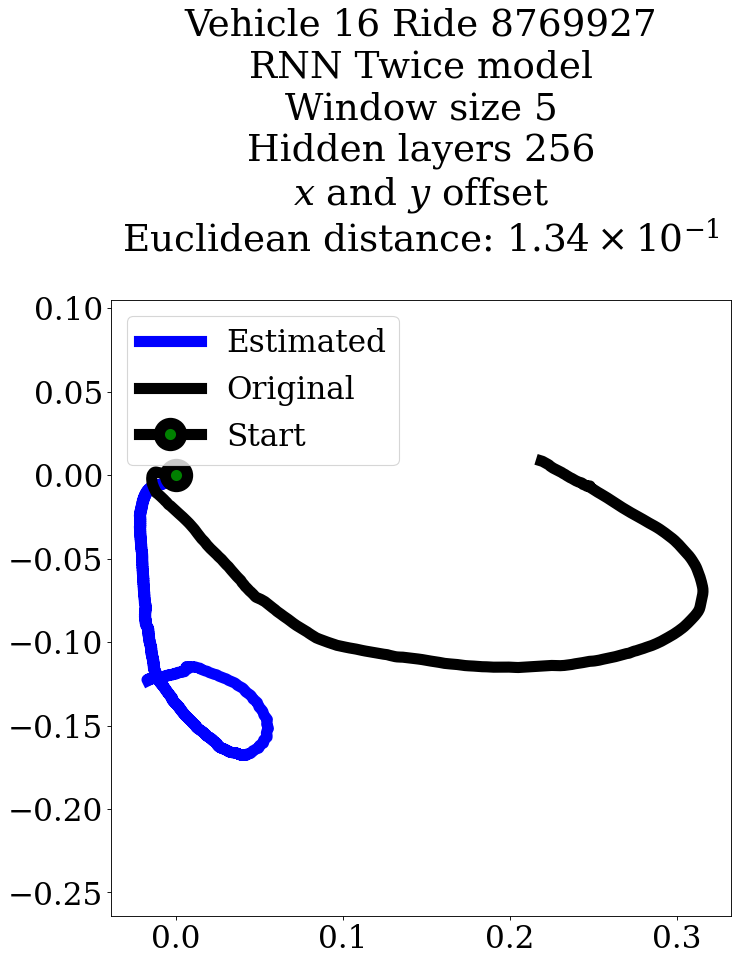 Vehicle 16 Ride 8769927
RNN Twice model
Window size 5
Hidden layers 256
x and y offset
Euclidean distance: 1.34 × 10⁻¹
Estimated
Original
Start
0.10
0.05
0.00
−0.05
−0.10
−0.15
−0.20
−0.25
0.0 0.1 0.2 0.3